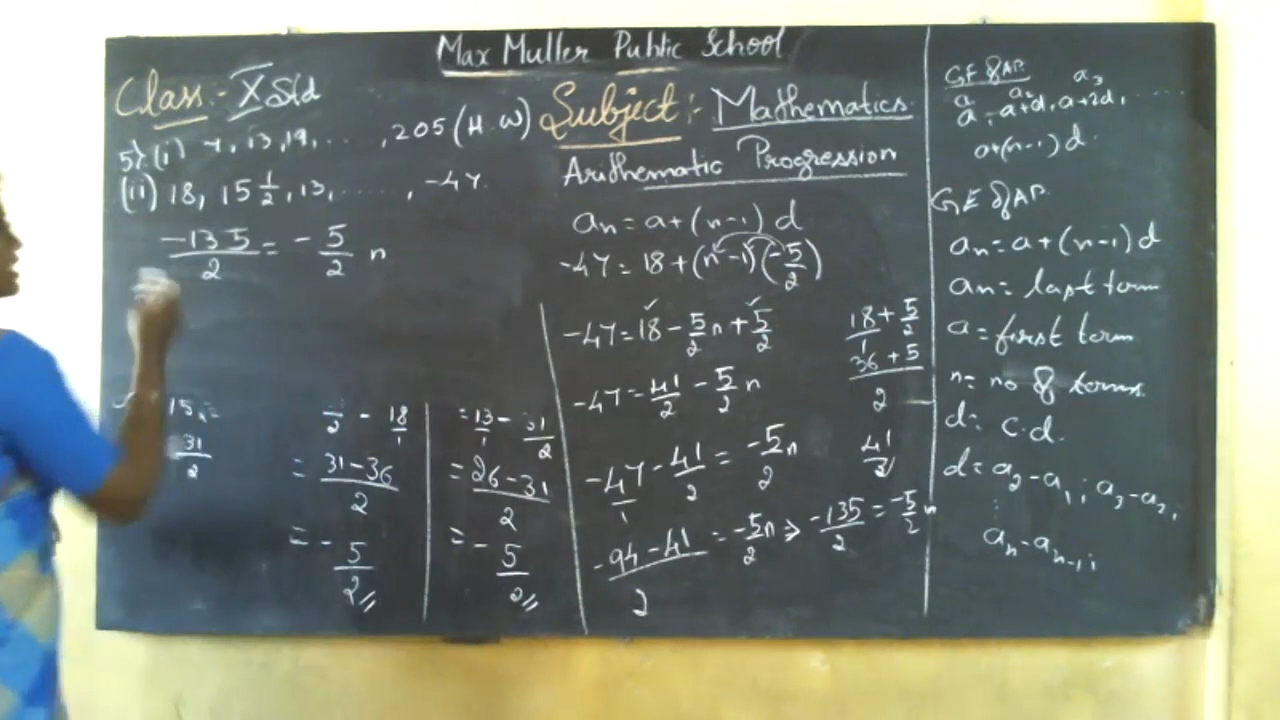 Max Muller Public School
Class :- X Std
Subject :- Mathematics
Arithematic Progression
5) (i) 7, 13, 19, ... , 205 (H.W)
(ii) 18, 15 1/2, 13, ...... , -47
-135/2 = -5/2 n
31/2
- 18/1
= 31-36/2
= -5/2
= 13/1 - 31/2
= 26-31/2
= -5/2
an = a+(n-1) d
-47 = 18 + (n-1)(-5/2)
-47 = 18 - 5/2 n + 5/2
-47 = 41/2 - 5/2 n
-47/1 - 41/2 = -5n/2
-94-41/2 = -5n/2 ⇒ -135/2 = -5/2 n
18/1 + 5/2
36+5/2
41/2
GF of AP
a a2 a3
a, a+d, a+2d, ......
a+(n-1) d
GE of AP
an = a+(n-1) d
an = last term
a = first term
n = no of terms
d = c.d.
d = a2-a1; a3-a2,
an-an-1;